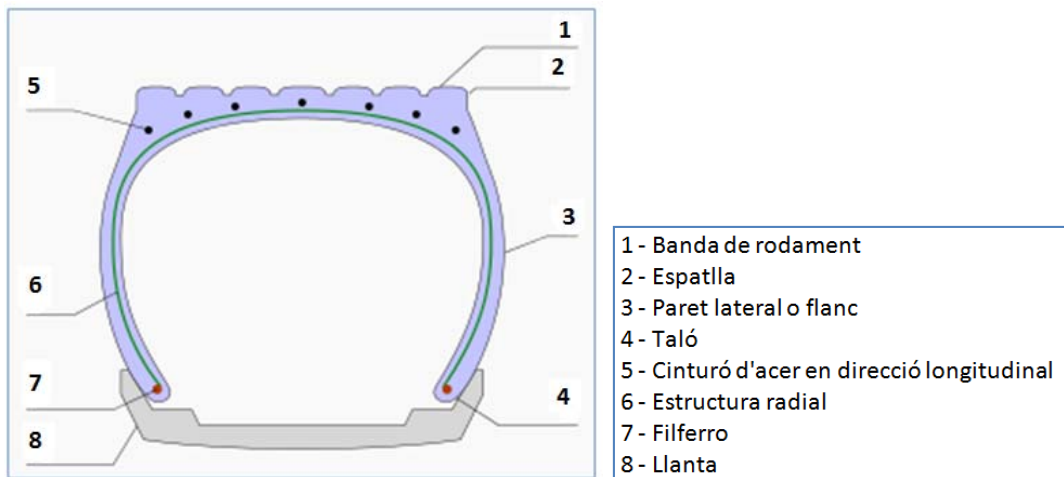 1
2
5
3
6
7
4
8
1 - Banda de rodament
2 - Espatlla
3 - Paret lateral o flanc
4 - Taló
5 - Cinturó d'acer en direcció longitudinal
6 - Estructura radial
7 - Filferro
8 - Llanta